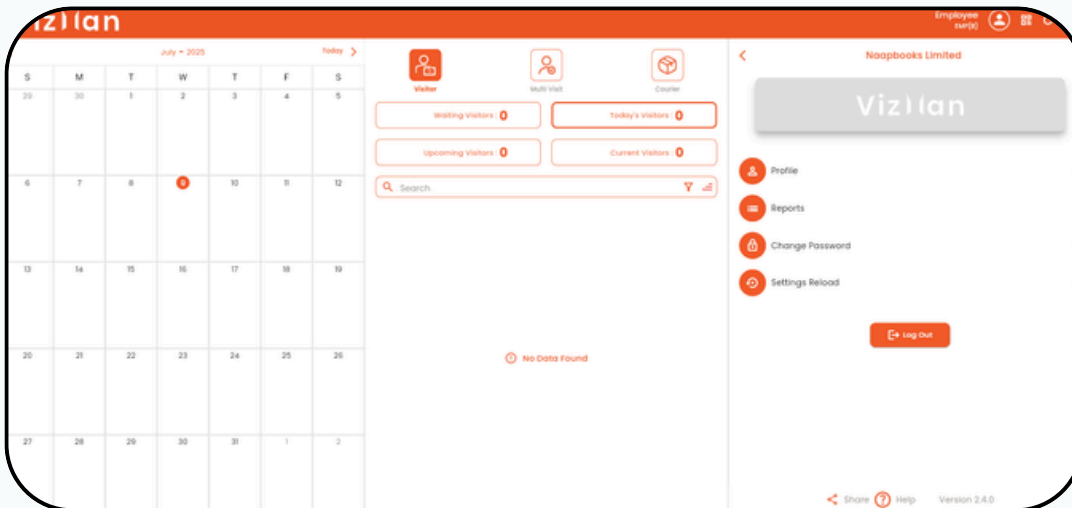 Viz)lan
Employee
EMP(R)
July - 2025
Today
S M T W T F S
29 30 1 2 3 4 5
6 7 8 9 10 11 12
13 14 15 16 17 18 19
20 21 22 23 24 25 26
27 28 29 30 31 1 2
Visitor
Multi Visit
Courier
Waiting Visitors : 0
Today's Visitors : 0
Upcoming Visitors : 0
Current Visitors : 0
Search
No Data Found
Naapbooks Limited
Viz)lan
Profile
Reports
Change Password
Settings Reload
Log Out
Share
Help
Version 2.4.0